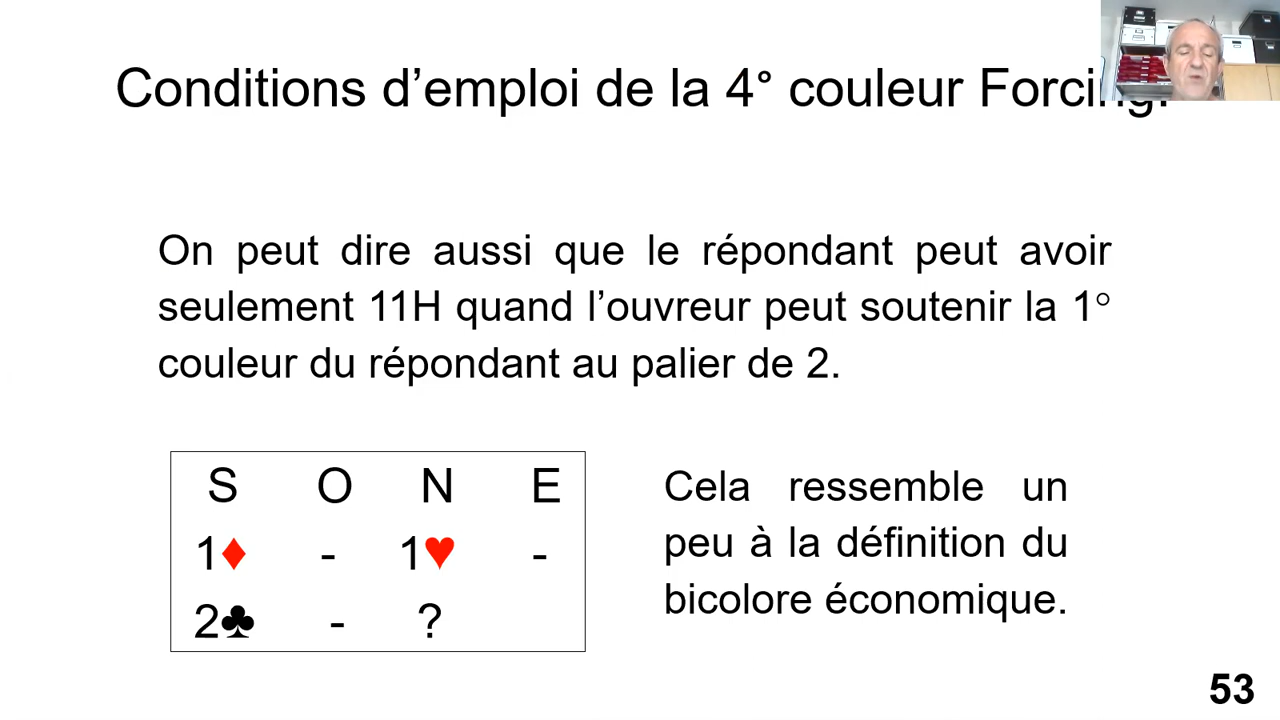 Conditions d’emploi de la 4° couleur Forcing.
On peut dire aussi que le répondant peut avoir
seulement 11H quand l’ouvreur peut soutenir la 1°
couleur du répondant au palier de 2.
S O N E
1♦ - 1♥ -
2♣ - ?
Cela ressemble un
peu à la définition du
bicolore économique.
53